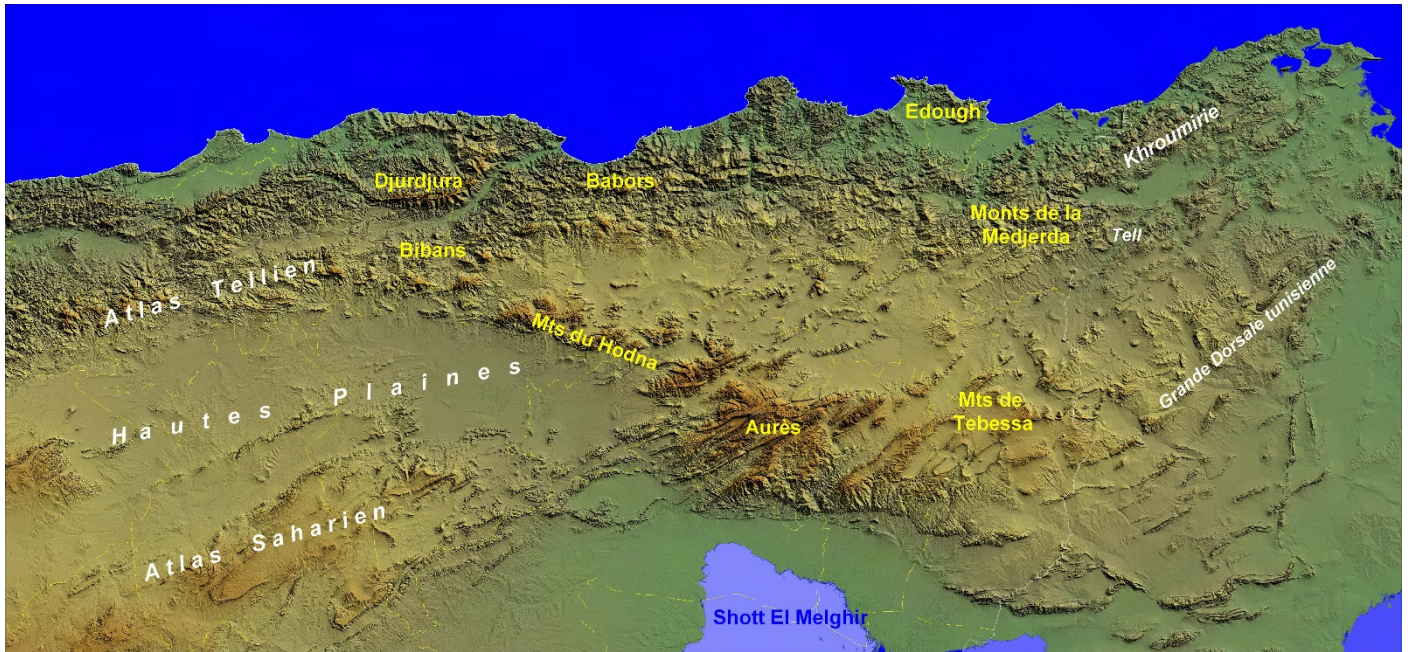 Edough
Khroumirie
Djurdjura
Babors
Monts de la
Mèdjerda
Tell
Bibans
Atlas Tellien
Mts du Hodna
Grande Dorsale tunisienne
Hautes Plaines
Mts de
Tebessa
Aurès
Atlas Saharien
Shott El Melghir